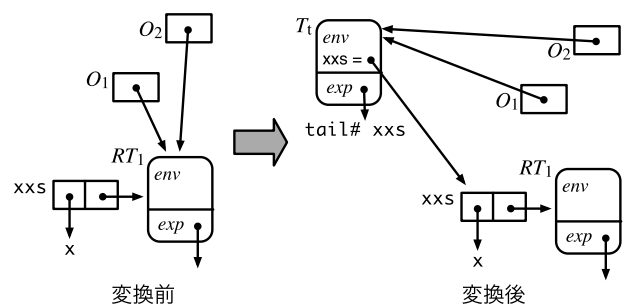 O2
O1
RT1
env
exp
xxs
x
変換前
Tt
env
xxs =
exp
tail# xxs
O2
O1
RT1
env
exp
xxs
x
変換後